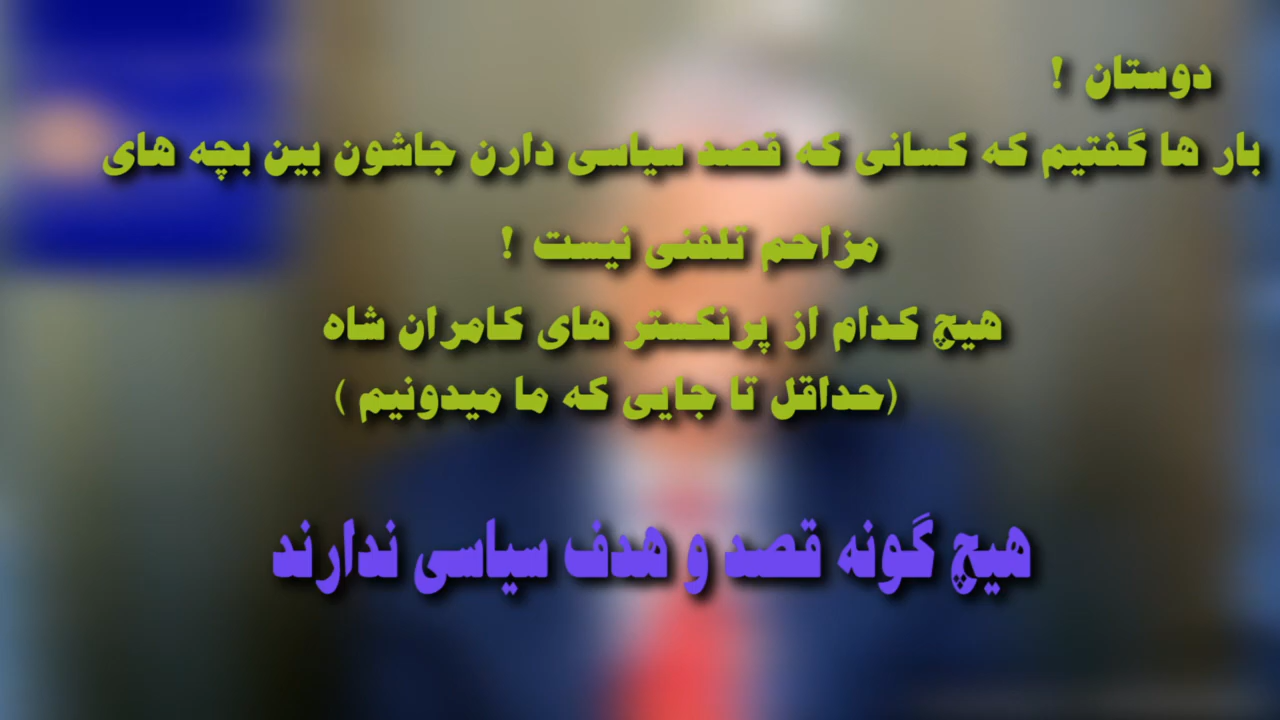 دوستان !
بار ها گفتیم که کسانی که قصد سیاسی دارن جاشون بین بچه های
مزاحم تلفنی نیست !
هیچ کدام از پرنکستر های کامران شاه
(حداقل تا جایی که ما میدونیم )
هیچ گونه قصد و هدف سیاسی ندارند